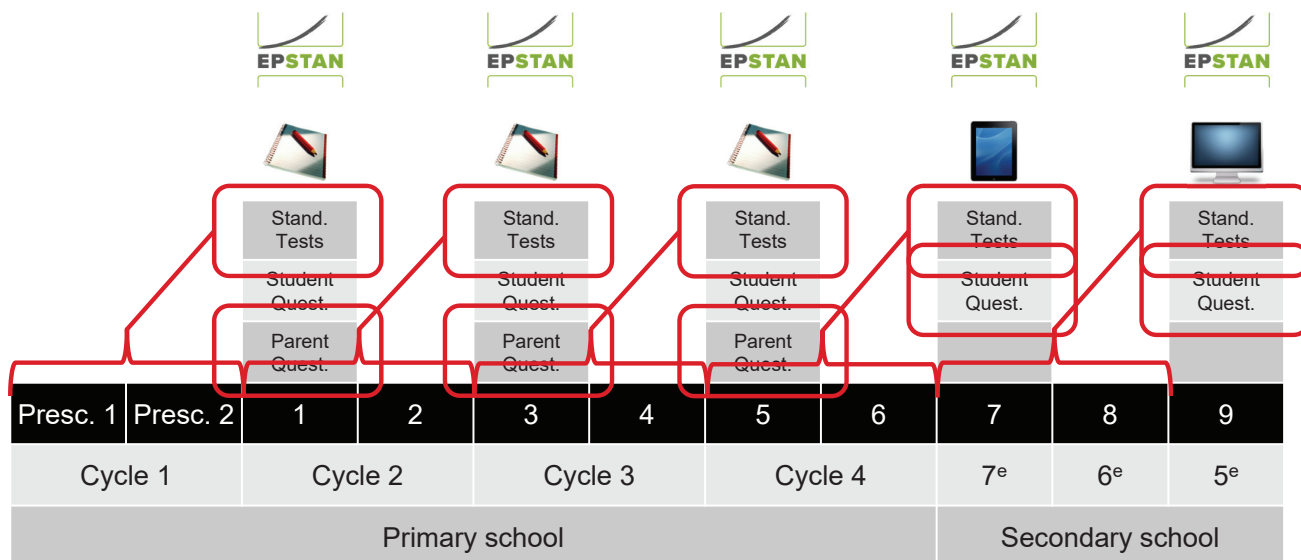 EPSTAN EPSTAN EPSTAN EPSTAN EPSTAN
Stand. Stand. Stand. Stand. Stand.
Tests Tests Tests Tests Tests
Student Student Student Student Student
Quest. Quest. Quest. Quest. Quest.
Parent Parent Parent
Quest. Quest. Quest.
Presc. 1 Presc. 2 1 2 3 4 5 6 7 8 9
Cycle 1 Cycle 2 Cycle 3 Cycle 4 7e 6e 5e
Primary school Secondary school